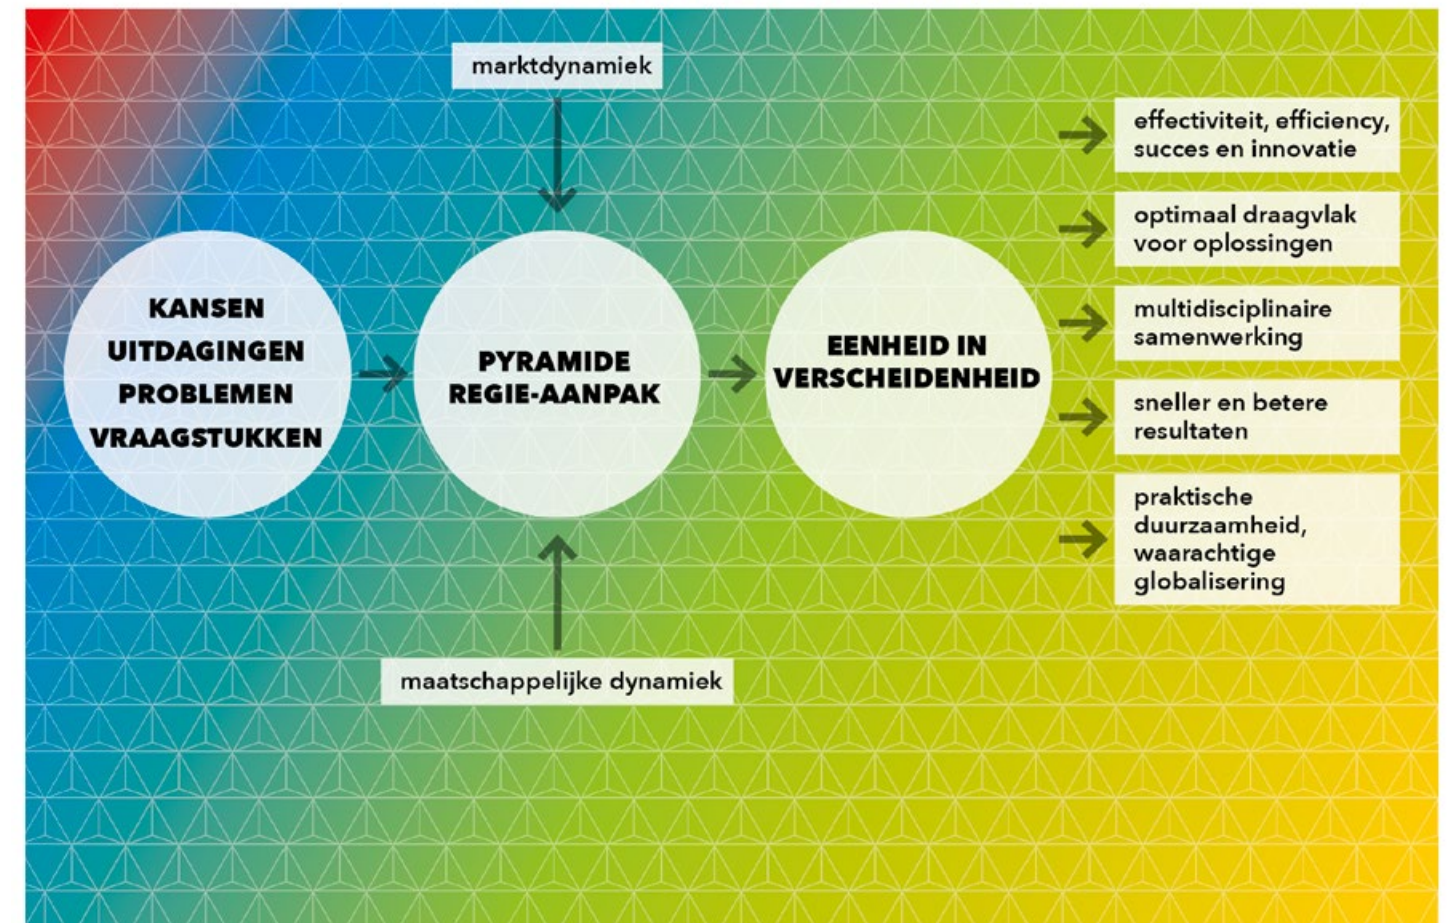 marktdynamiek
KANSEN
UITDAGINGEN
PROBLEMEN
VRAAGSTUKKEN
PYRAMIDE
REGIE-AANPAK
EENHEID IN
VERSCHEIDENHEID
effectiviteit, efficiency,
succes en innovatie
optimaal draagvlak
voor oplossingen
multidisciplinaire
samenwerking
sneller en betere
resultaten
praktische
duurzaamheid,
waarachtige
globalisering
maatschappelijke dynamiek